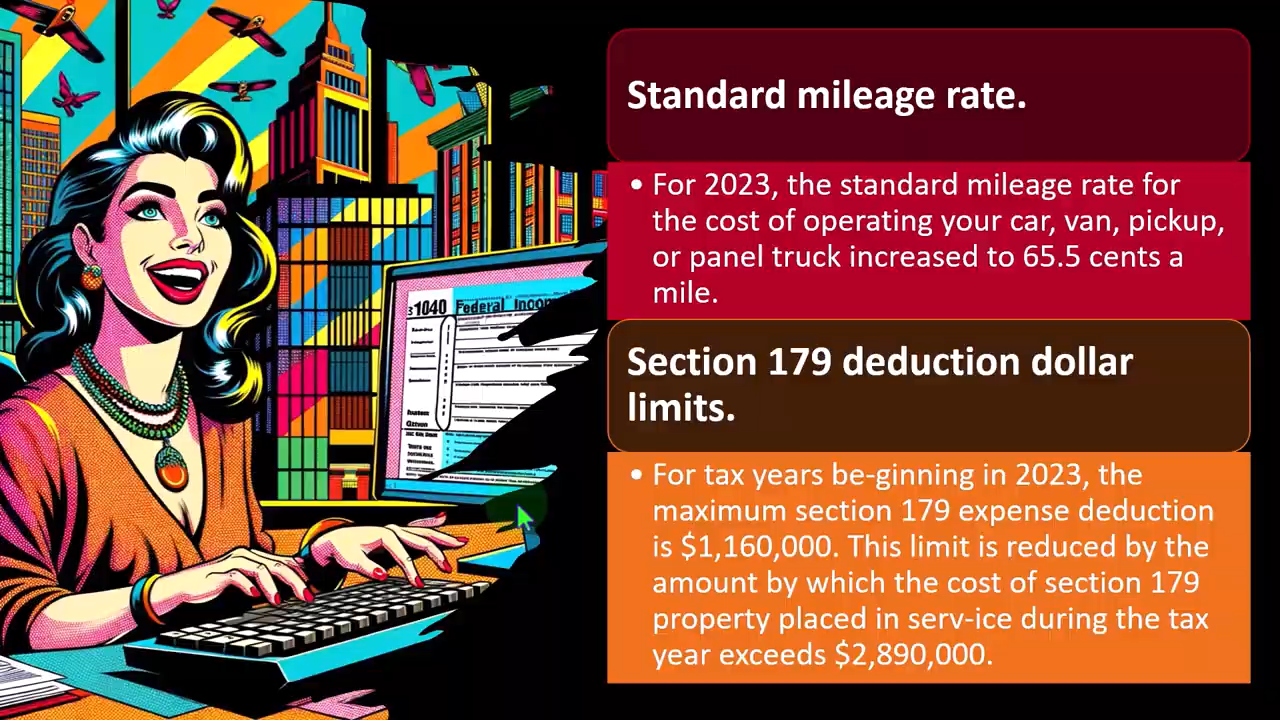 1040 Federal Incom
Standard mileage rate.
• For 2023, the standard mileage rate for
the cost of operating your car, van, pickup,
or panel truck increased to 65.5 cents a
mile.
Section 179 deduction dollar
limits.
• For tax years be-ginning in 2023, the
maximum section 179 expense deduction
is $1,160,000. This limit is reduced by the
amount by which the cost of section 179
property placed in serv-ice during the tax
year exceeds $2,890,000.